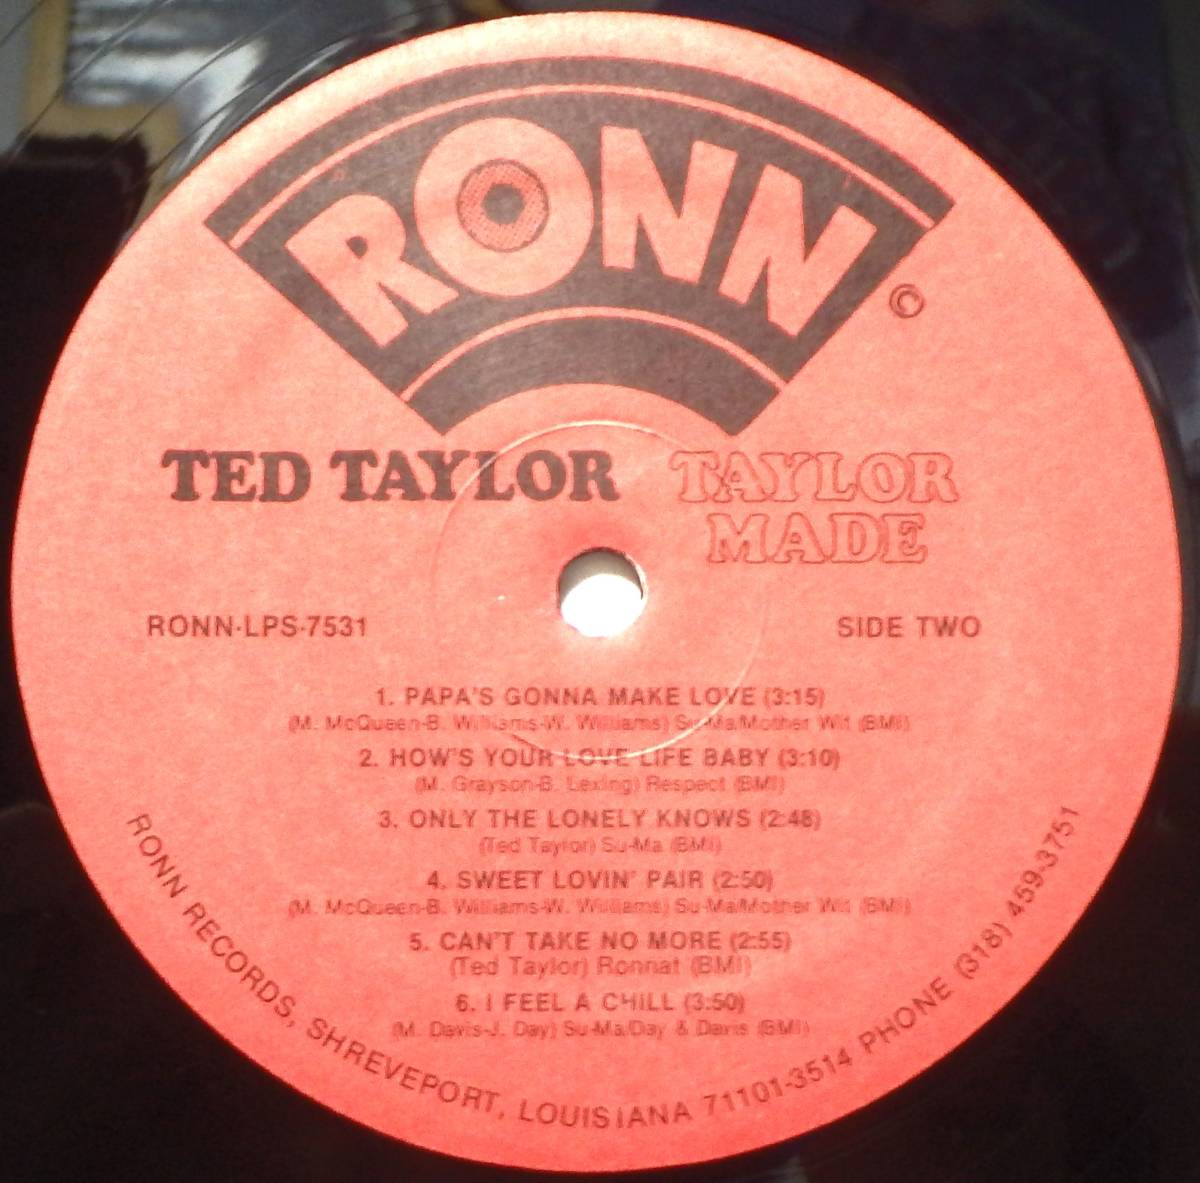 RONN
©
TED TAYLOR TAYLOR
MADE
RONN-LPS-7531 SIDE TWO
1. PAPA'S GONNA MAKE LOVE (3:15)
(M. McQueen-B. Williams-W. Williams) Su-Ma/Mother Wit (BMI)
2. HOW'S YOUR LOVE LIFE BABY (3:10)
(M. Grayson-B. Lexing) Respect (BMI)
3. ONLY THE LONELY KNOWS (2:48)
(Ted Taylor) Su-Ma (BMI)
4. SWEET LOVIN' PAIR (2:50)
(M. McQueen-B. Williams-W. Williams) Su-Ma/Mother Wit (BMI)
5. CAN'T TAKE NO MORE (2:55)
(Ted Taylor) Ronnat (BMI)
6. I FEEL A CHILL (3:50)
(M. Davis-J. Day) Su-Ma/Day & Davis (BMI)
RONN RECORDS, SHREVEPORT, LOUISIANA 71101-3514 PHONE (318) 459-3751